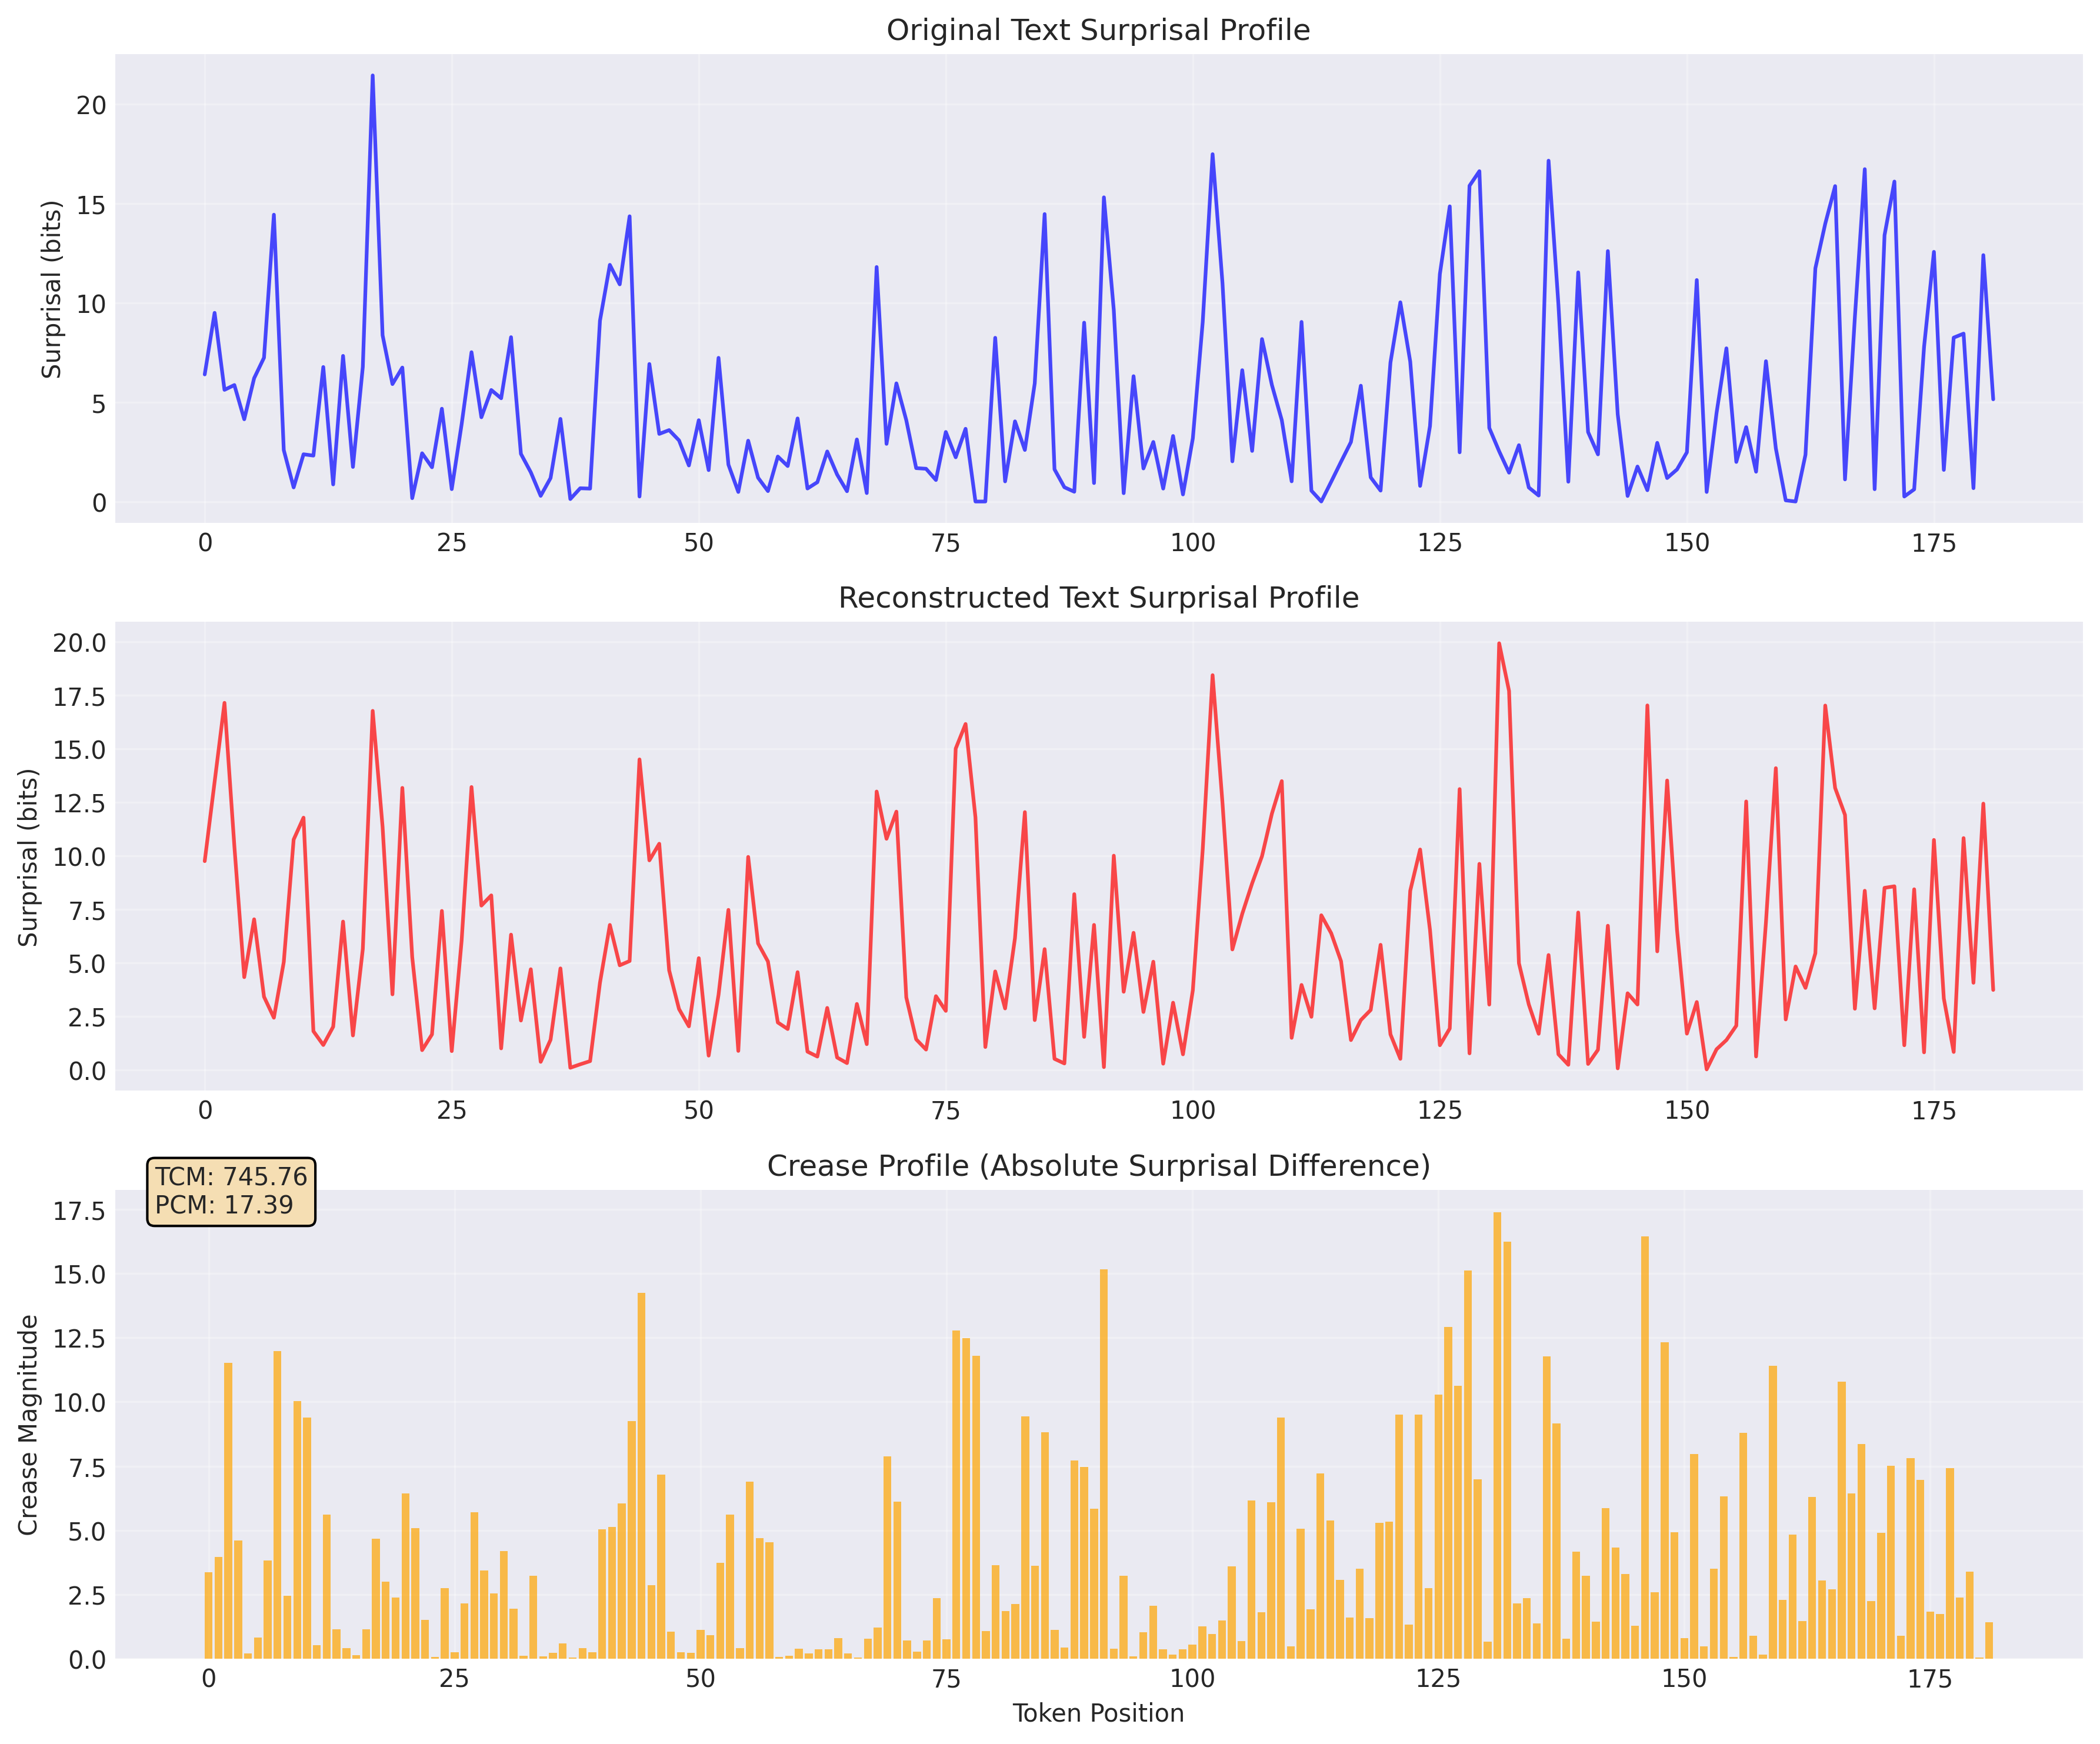 Original Text Surprisal Profile
Surprisal (bits)
20
15
10
5
0
0 25 50 75 100 125 150 175
Reconstructed Text Surprisal Profile
Surprisal (bits)
20.0
17.5
15.0
12.5
10.0
7.5
5.0
2.5
0.0
0 25 50 75 100 125 150 175
Crease Profile (Absolute Surprisal Difference)
TCM: 745.76
PCM: 17.39
Crease Magnitude
17.5
15.0
12.5
10.0
7.5
5.0
2.5
0.0
0 25 50 75 100 125 150 175
Token Position